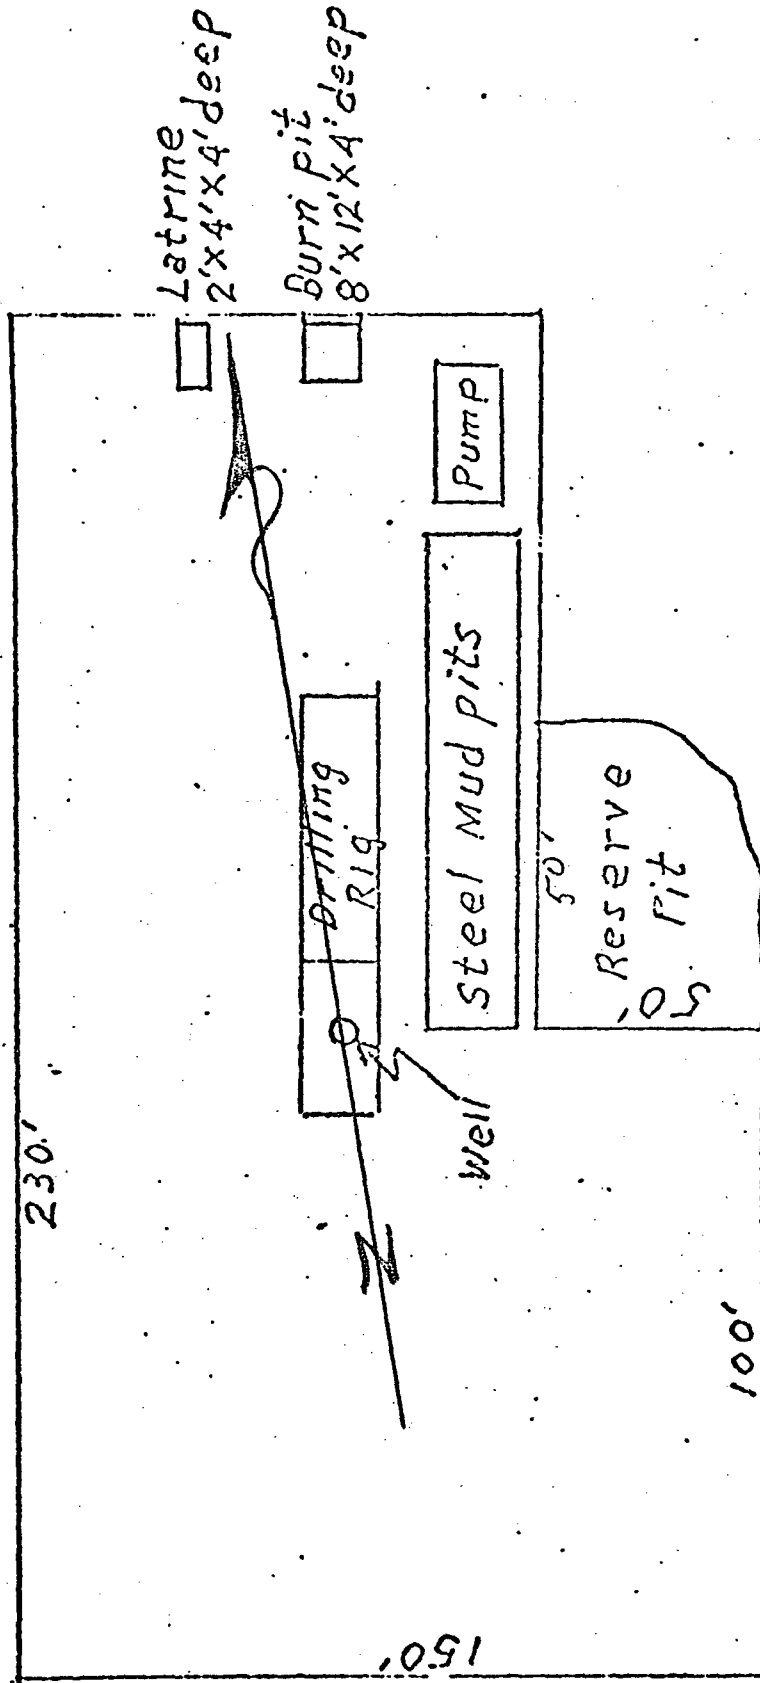 230'
Latrine
2'x4'x4' deep
Burn pit
8'x12'x4' deep
Drilling
Rig
Pump
Steel Mud pits
Well
N
50'
Reserve
Pit
50'
100'
150'